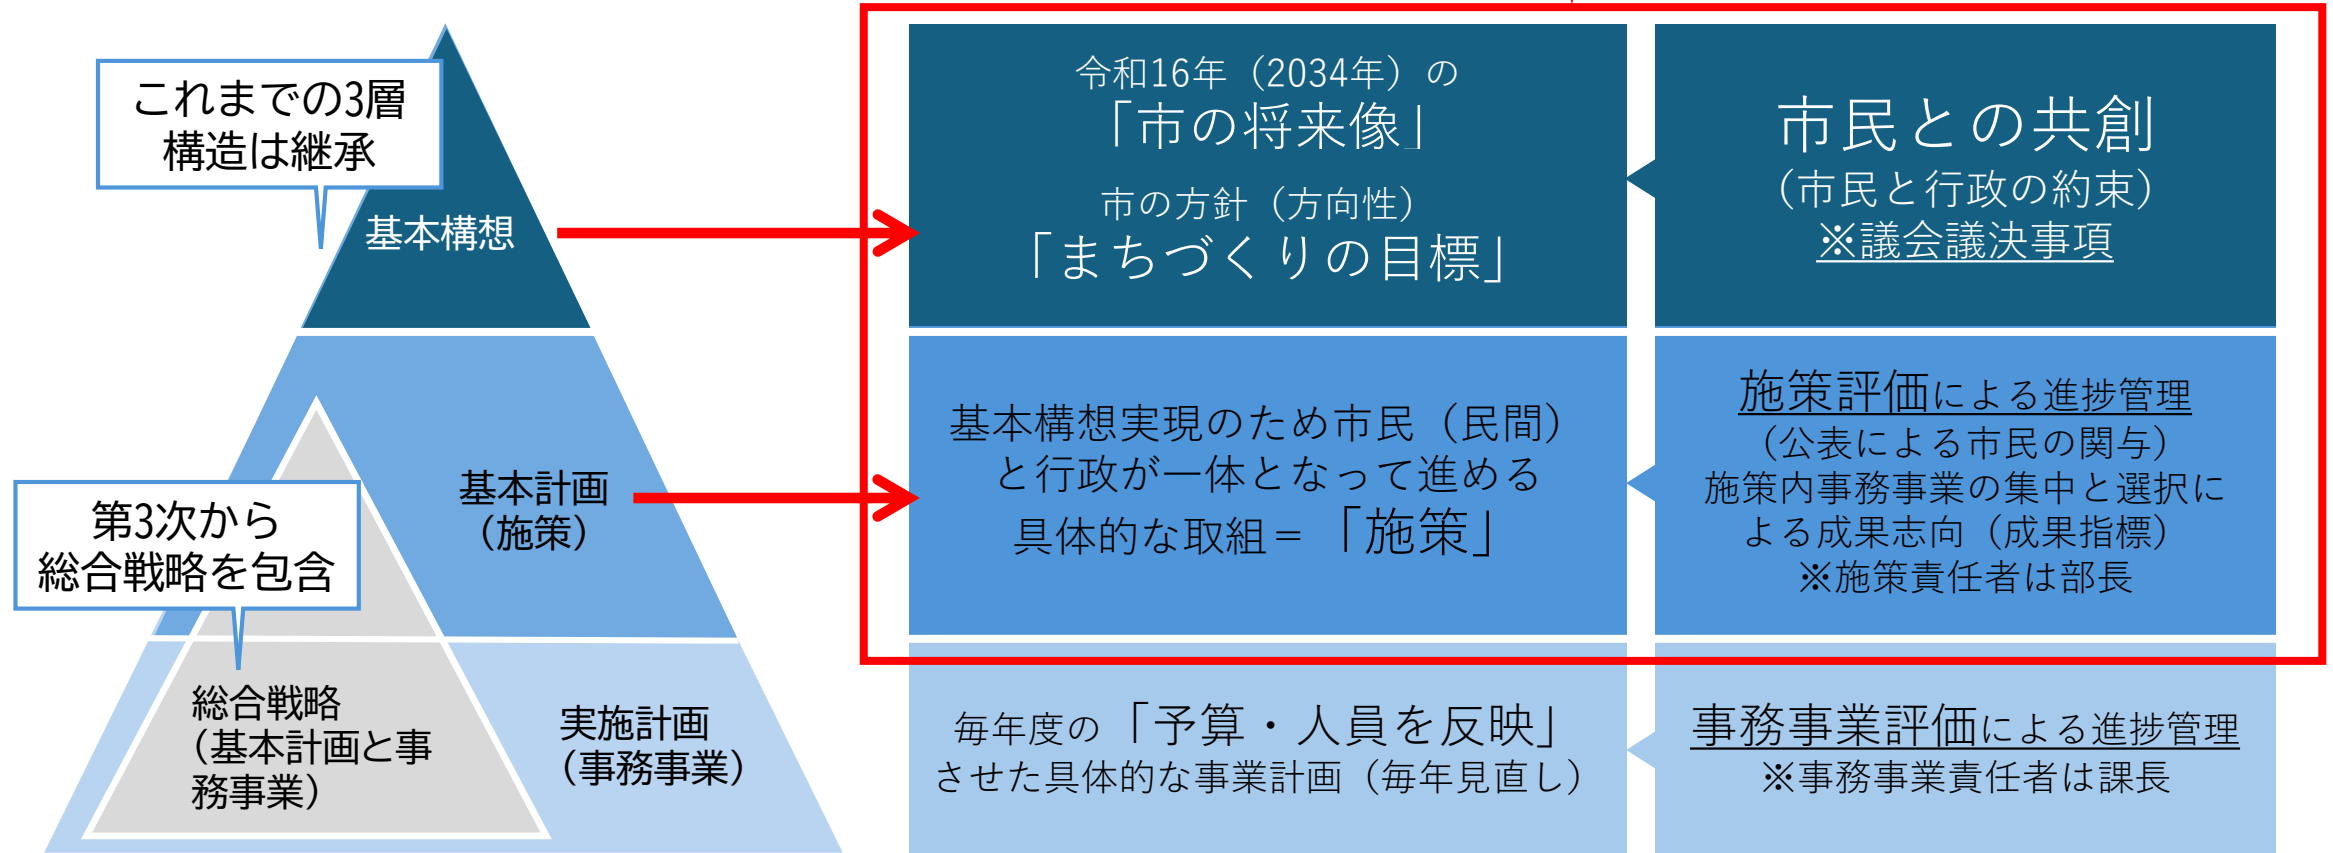 これまでの3層
構造は継承
基本構想
令和16年（2034年）の
「市の将来像」
市の方針（方向性）
「まちづくりの目標」
市民との共創
（市民と行政の約束）
※議会議決事項
第3次から
総合戦略を包含
基本計画
（施策）
基本構想実現のため市民（民間）
と行政が一体となって進める
具体的な取組＝「施策」
施策評価による進捗管理
（公表による市民の関与）
施策内事務事業の集中と選択に
よる成果志向（成果指標）
※施策責任者は部長
総合戦略
（基本計画と事
務事業）
実施計画
（事務事業）
毎年度の「予算・人員を反映」
させた具体的な事業計画（毎年見直し）
事務事業評価による進捗管理
※事務事業責任者は課長